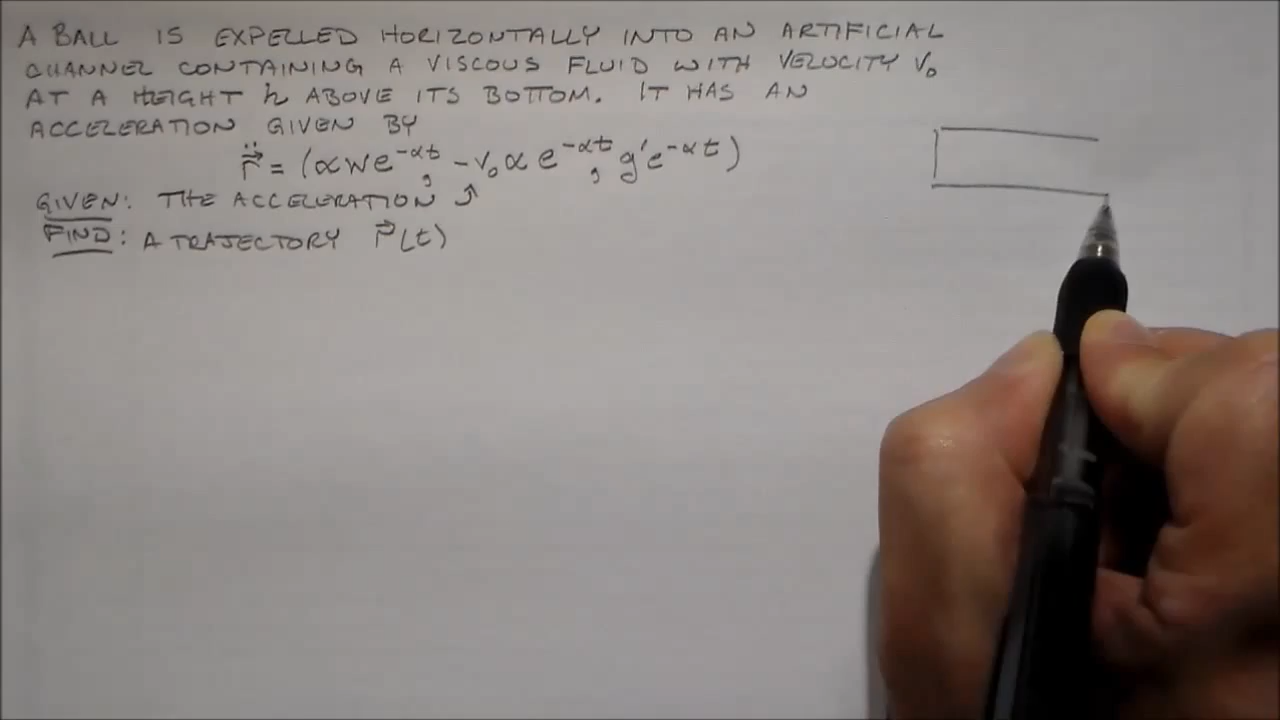 A BALL IS EXPELLED HORIZONTALLY INTO AN ARTIFICIAL
CHANNEL CONTAINING A VISCOUS FLUID WITH VELOCITY V₀
AT A HEIGHT h ABOVE ITS BOTTOM. IT HAS AN
ACCELERATION GIVEN BY
r⃗̈ = (αwe^(-αt), -v₀αe^(-αt), g'e^(-αt))
GIVEN: THE ACCELERATION ↗
FIND: A TRAJECTORY r⃗(t)